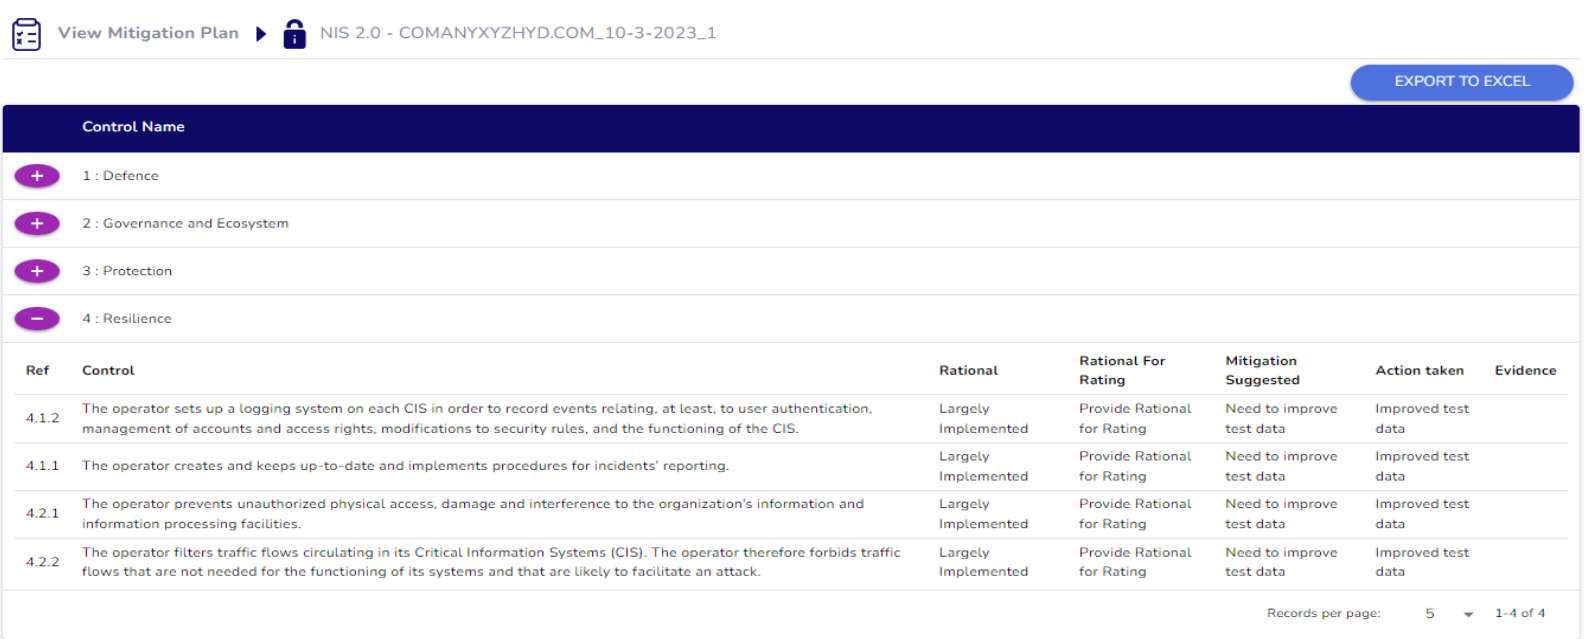 View Mitigation Plan NIS 2.0 - COMANYXYZHYD.COM_10-3-2023_1
EXPORT TO EXCEL
Control Name
+ 1 : Defence
+ 2 : Governance and Ecosystem
+ 3 : Protection
− 4 : Resilience
Ref Control Rational Rational For Rating Mitigation Suggested Action taken Evidence
4.1.2 The operator sets up a logging system on each CIS in order to record events relating, at least, to user authentication, management of accounts and access rights, modifications to security rules, and the functioning of the CIS. Largely Implemented Provide Rational for Rating Need to improve test data Improved test data
4.1.1 The operator creates and keeps up-to-date and implements procedures for incidents' reporting. Largely Implemented Provide Rational for Rating Need to improve test data Improved test data
4.2.1 The operator prevents unauthorized physical access, damage and interference to the organization's information and information processing facilities. Largely Implemented Provide Rational for Rating Need to improve test data Improved test data
4.2.2 The operator filters traffic flows circulating in its Critical Information Systems (CIS). The operator therefore forbids traffic flows that are not needed for the functioning of its systems and that are likely to facilitate an attack. Largely Implemented Provide Rational for Rating Need to improve test data Improved test data
Records per page: 5 1-4 of 4